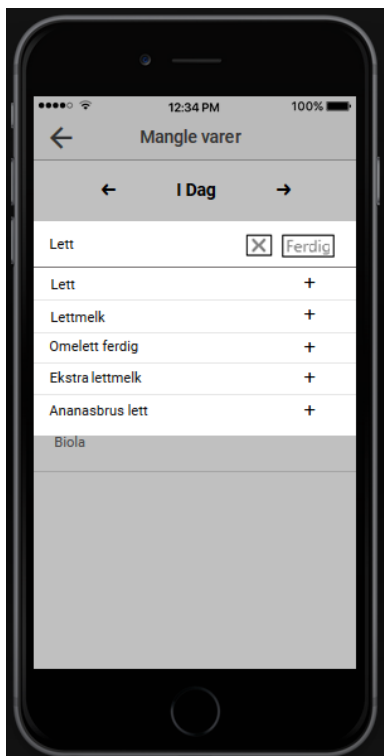 12:34 PM 100%
Mangle varer
I Dag
Lett Ferdig
Lett
Lettmelk
Omelett ferdig
Ekstra lettmelk
Ananasbrus lett
Biola